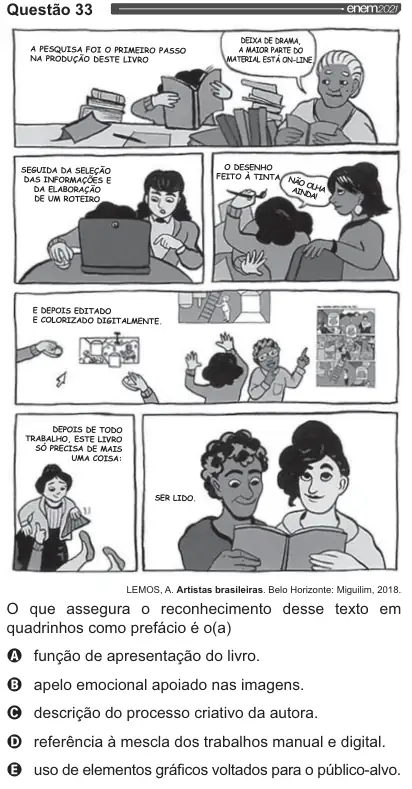 Questão 33
enem2021
A PESQUISA FOI O PRIMEIRO PASSO
NA PRODUÇÃO DESTE LIVRO
DEIXA DE DRAMA,
A MAIOR PARTE DO
MATERIAL ESTÁ ON-LINE
SEGUIDA DA SELEÇÃO
DAS INFORMAÇÕES E
DA ELABORAÇÃO
DE UM ROTEIRO
O DESENHO
FEITO À TINTA
NÃO OLHA
AINDA!
E DEPOIS EDITADO
E COLORIZADO DIGITALMENTE.
DEPOIS DE TODO
TRABALHO, ESTE LIVRO
SÓ PRECISA DE MAIS
UMA COISA:
SER LIDO.
LEMOS, A. Artistas brasileiras. Belo Horizonte: Miguilim, 2018.
O que assegura o reconhecimento desse texto em
quadrinhos como prefácio é o(a)
A função de apresentação do livro.
B apelo emocional apoiado nas imagens.
C descrição do processo criativo da autora.
D referência à mescla dos trabalhos manual e digital.
E uso de elementos gráficos voltados para o público-alvo.